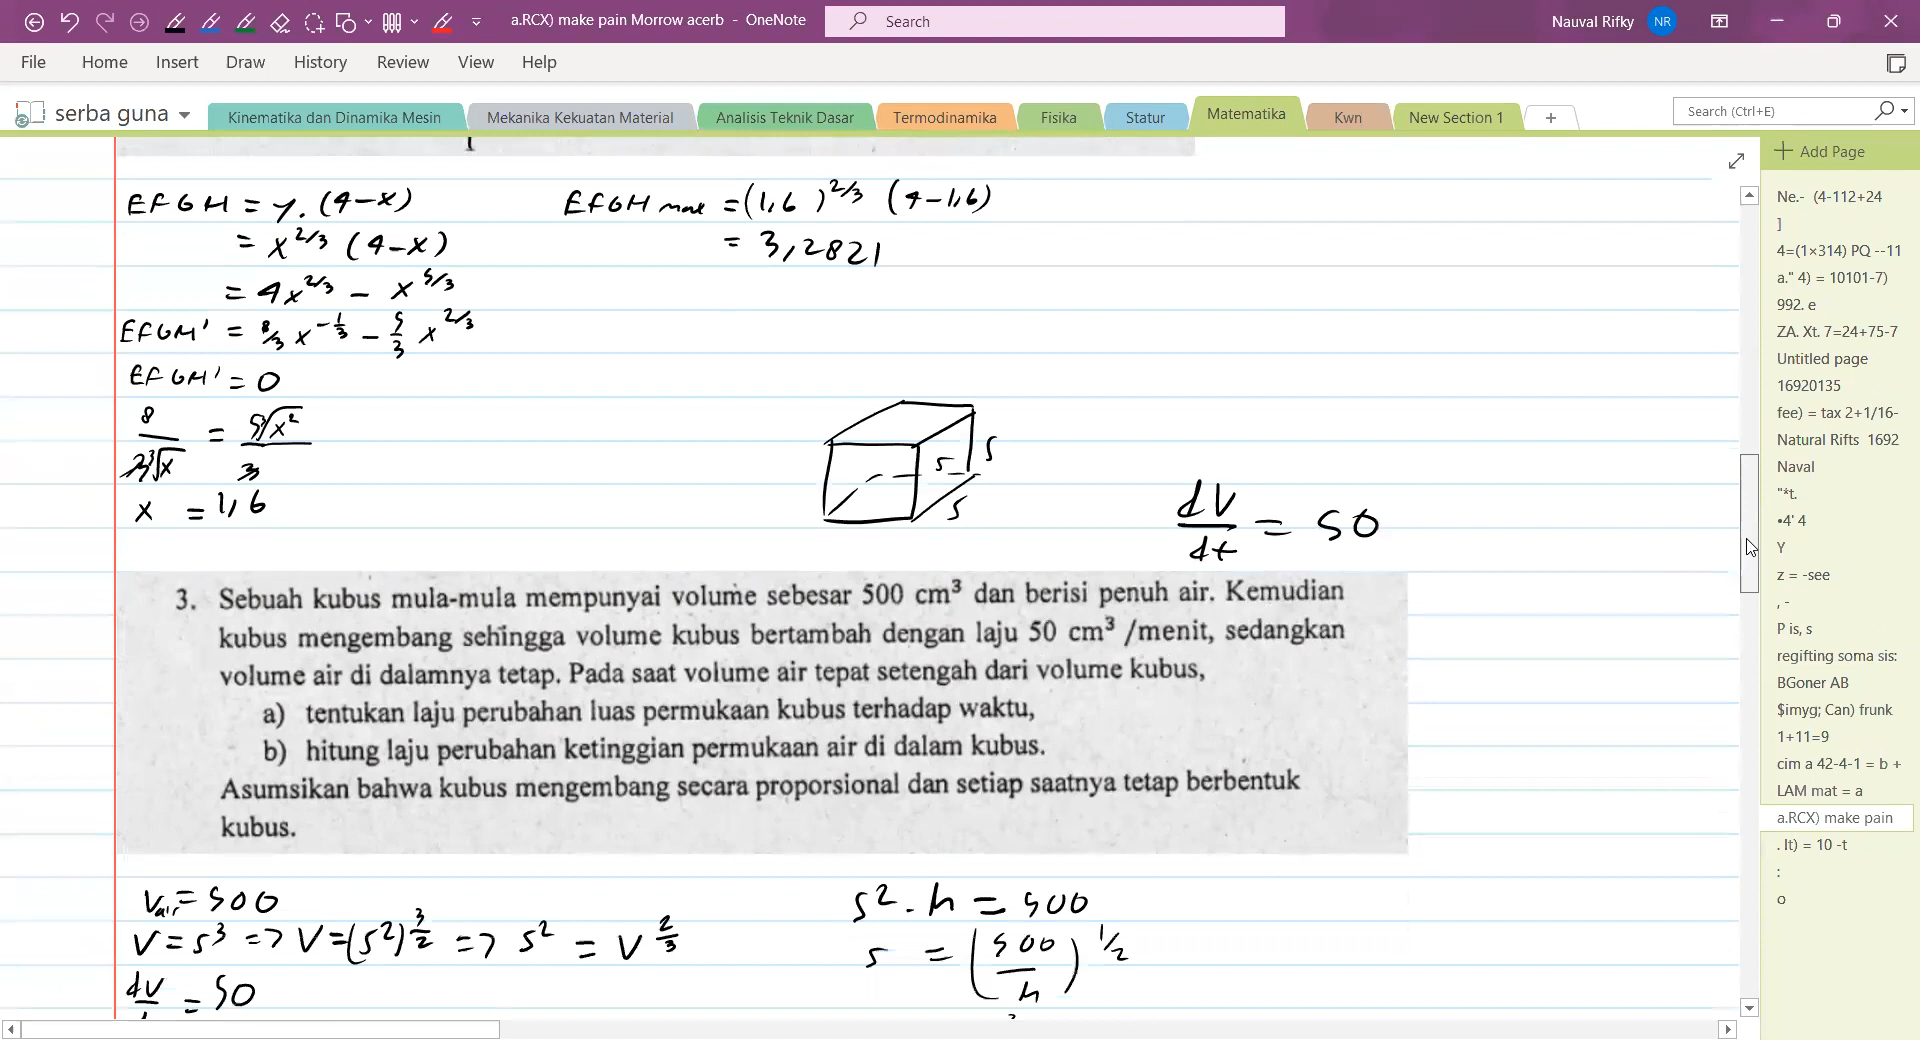 a.RCX) make pain Morrow acerb - OneNote
Search
Nauval Rifky
NR
File Home Insert Draw History Review View Help
serba guna
Kinematika dan Dinamika Mesin
Mekanika Kekuatan Material
Analisis Teknik Dasar
Termodinamika
Fisika
Statur
Matematika
Kwn
New Section 1
Search (Ctrl+E)
EFGH = y. (4-x)
= x^2/3 (4-x)
= 4x^2/3 - x^5/3
EFGH' = 8/3 x^-1/3 - 5/3 x^2/3
EFGH' = 0
8/3∛x = 5∛x²/3
x = 1,6
EFGH max = (1,6)^2/3 (4-1,6)
= 3,2821
s
s
s
dV/dt = 50
3. Sebuah kubus mula-mula mempunyai volume sebesar 500 cm³ dan berisi penuh air. Kemudian
kubus mengembang sehingga volume kubus bertambah dengan laju 50 cm³ /menit, sedangkan
volume air di dalamnya tetap. Pada saat volume air tepat setengah dari volume kubus,
a) tentukan laju perubahan luas permukaan kubus terhadap waktu,
b) hitung laju perubahan ketinggian permukaan air di dalam kubus.
Asumsikan bahwa kubus mengembang secara proporsional dan setiap saatnya tetap berbentuk
kubus.
Vair = 500
V = s³ => V = (s²)^3/2 => s² = V^2/3
dV = 50
s² . h = 500
s = (500/h)^1/2
Add Page
Ne.- (4-112+24
]
4=(1×314) PQ --11
a." 4) = 10101-7)
992. e
ZA. Xt. 7=24+75-7
Untitled page
16920135
fee) = tax 2+1/16-
Natural Rifts 1692
Naval
"*t.
•4' 4
Y
z = -see
, -
P is, s
regifting soma sis:
BGoner AB
$imyg; Can) frunk
1+11=9
cim a 42-4-1 = b +
LAM mat = a
a.RCX) make pain
. lt) = 10 -t
:
o